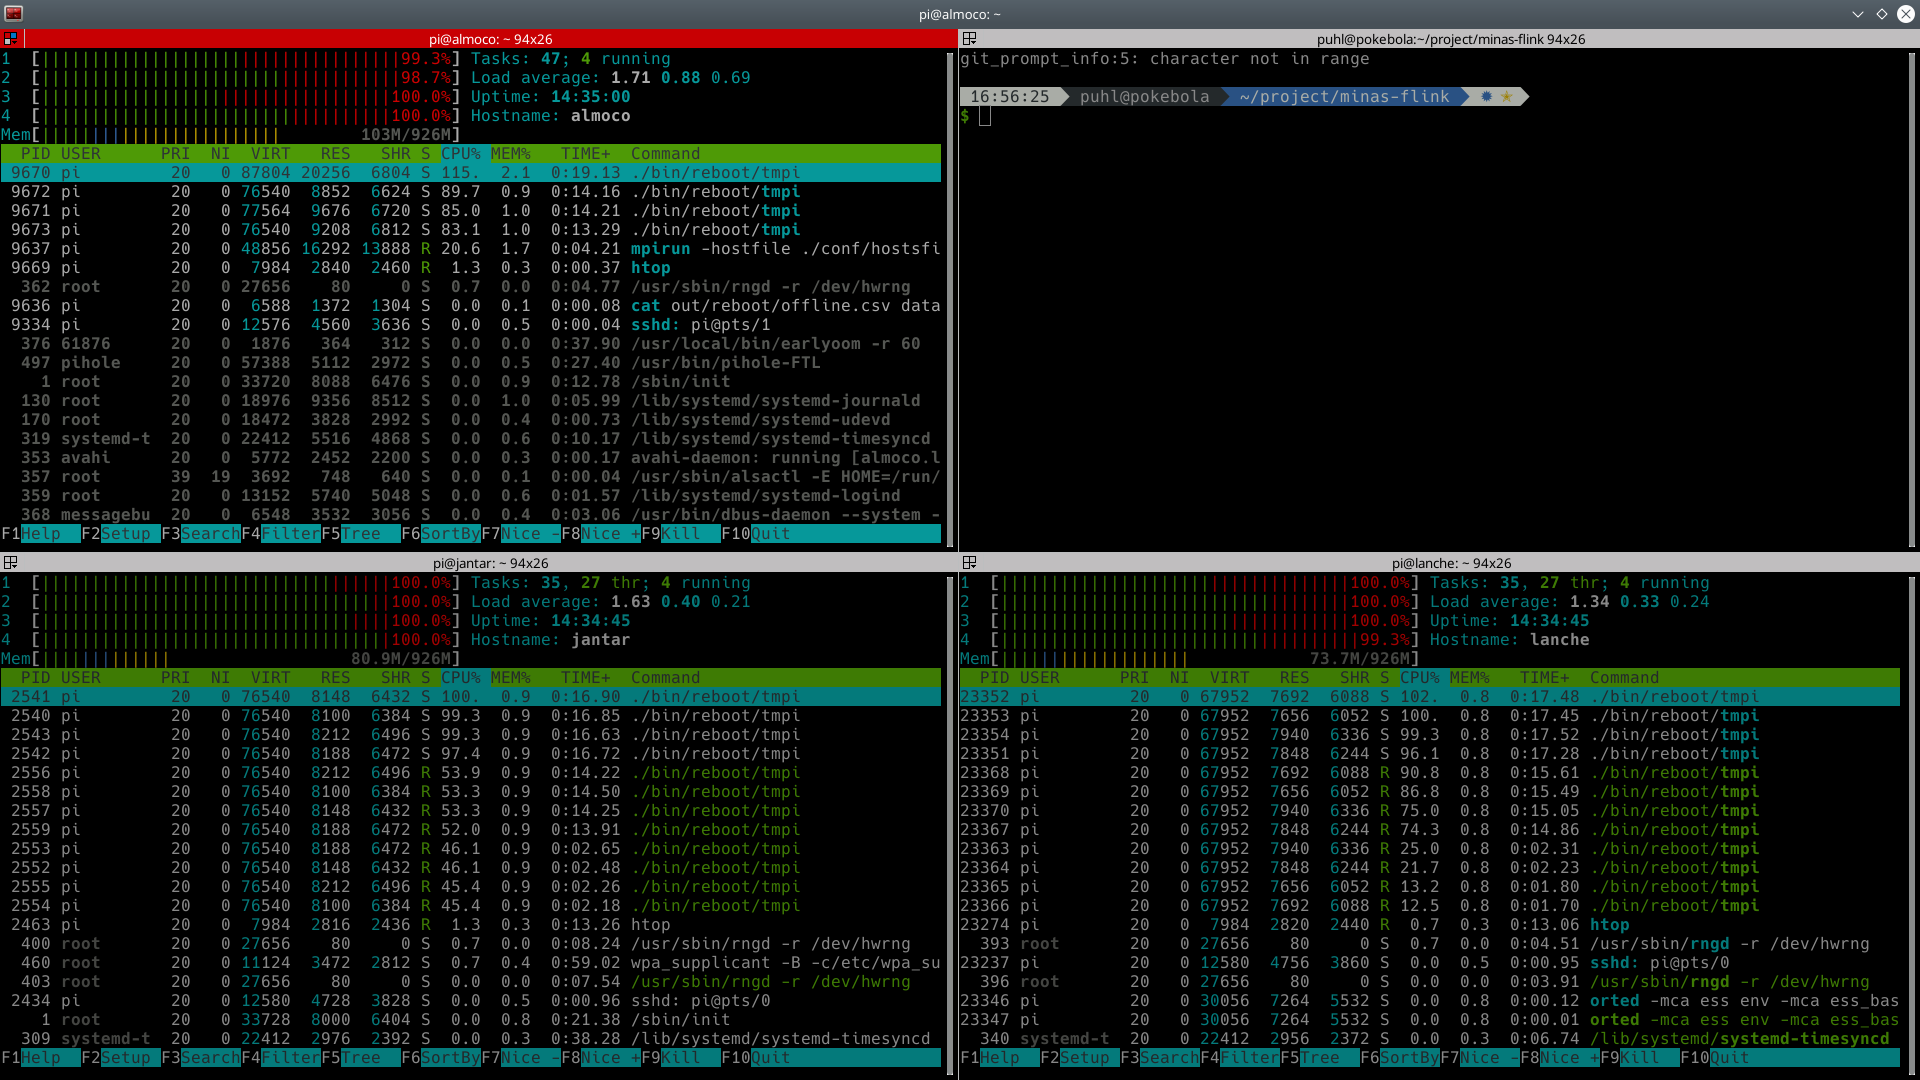 pi@almoco: ~
pi@almoco: ~ 94x26
1 [99.3%] Tasks: 47; 4 running
2 [98.7%] Load average: 1.71 0.88 0.69
3 [100.0%] Uptime: 14:35:00
4 [100.0%] Hostname: almoco
Mem[103M/926M]
PID USER PRI NI VIRT RES SHR S CPU% MEM% TIME+ Command
9670 pi 20 0 87804 20256 6804 S 115. 2.1 0:19.13 ./bin/reboot/tmpi
9672 pi 20 0 76540 8852 6624 S 89.7 0.9 0:14.16 ./bin/reboot/tmpi
9671 pi 20 0 77564 9676 6720 S 85.0 1.0 0:14.21 ./bin/reboot/tmpi
9673 pi 20 0 76540 9208 6812 S 83.1 1.0 0:13.29 ./bin/reboot/tmpi
9637 pi 20 0 48856 16292 13888 R 20.6 1.7 0:04.21 mpirun -hostfile ./conf/hostsfi
9669 pi 20 0 7984 2840 2460 R 1.3 0.3 0:00.37 htop
362 root 20 0 27656 80 0 S 0.7 0.0 0:04.77 /usr/sbin/rngd -r /dev/hwrng
9636 pi 20 0 6588 1372 1304 S 0.0 0.1 0:00.08 cat out/reboot/offline.csv data
9334 pi 20 0 12576 4560 3636 S 0.0 0.5 0:00.04 sshd: pi@pts/1
376 61876 20 0 1876 364 312 S 0.0 0.0 0:37.90 /usr/local/bin/earlyoom -r 60
497 pihole 20 0 57388 5112 2972 S 0.0 0.5 0:27.40 /usr/bin/pihole-FTL
1 root 20 0 33720 8088 6476 S 0.0 0.9 0:12.78 /sbin/init
130 root 20 0 18976 9356 8512 S 0.0 1.0 0:05.99 /lib/systemd/systemd-journald
170 root 20 0 18472 3828 2992 S 0.0 0.4 0:00.73 /lib/systemd/systemd-udevd
319 systemd-t 20 0 22412 5516 4868 S 0.0 0.6 0:10.17 /lib/systemd/systemd-timesyncd
353 avahi 20 0 5772 2452 2200 S 0.0 0.3 0:00.17 avahi-daemon: running [almoco.l
357 root 39 19 3692 748 640 S 0.0 0.1 0:00.04 /usr/sbin/alsactl -E HOME=/run/
359 root 20 0 13152 5740 5048 S 0.0 0.6 0:01.57 /lib/systemd/systemd-logind
368 messagebu 20 0 6548 3532 3056 S 0.0 0.4 0:03.06 /usr/bin/dbus-daemon --system -
F1Help F2Setup F3SearchF4FilterF5Tree F6SortByF7Nice -F8Nice +F9Kill F10Quit
puhl@pokebola:~/project/minas-flink 94x26
git_prompt_info:5: character not in range
16:56:25 puhl@pokebola ~/project/minas-flink
$
pi@jantar: ~ 94x26
1 [100.0%] Tasks: 35, 27 thr; 4 running
2 [100.0%] Load average: 1.63 0.40 0.21
3 [100.0%] Uptime: 14:34:45
4 [100.0%] Hostname: jantar
Mem[80.9M/926M]
PID USER PRI NI VIRT RES SHR S CPU% MEM% TIME+ Command
2541 pi 20 0 76540 8148 6432 S 100. 0.9 0:16.90 ./bin/reboot/tmpi
2540 pi 20 0 76540 8100 6384 S 99.3 0.9 0:16.85 ./bin/reboot/tmpi
2543 pi 20 0 76540 8212 6496 S 99.3 0.9 0:16.63 ./bin/reboot/tmpi
2542 pi 20 0 76540 8188 6472 S 97.4 0.9 0:16.72 ./bin/reboot/tmpi
2556 pi 20 0 76540 8212 6496 R 53.9 0.9 0:14.22 ./bin/reboot/tmpi
2558 pi 20 0 76540 8100 6384 R 53.3 0.9 0:14.50 ./bin/reboot/tmpi
2557 pi 20 0 76540 8148 6432 R 53.3 0.9 0:14.25 ./bin/reboot/tmpi
2559 pi 20 0 76540 8188 6472 R 52.0 0.9 0:13.91 ./bin/reboot/tmpi
2553 pi 20 0 76540 8188 6472 R 46.1 0.9 0:02.65 ./bin/reboot/tmpi
2552 pi 20 0 76540 8148 6432 R 46.1 0.9 0:02.48 ./bin/reboot/tmpi
2555 pi 20 0 76540 8212 6496 R 45.4 0.9 0:02.26 ./bin/reboot/tmpi
2554 pi 20 0 76540 8100 6384 R 45.4 0.9 0:02.18 ./bin/reboot/tmpi
2463 pi 20 0 7984 2816 2436 R 1.3 0.3 0:13.26 htop
400 root 20 0 27656 80 0 S 0.7 0.0 0:08.24 /usr/sbin/rngd -r /dev/hwrng
460 root 20 0 11124 3472 2812 S 0.7 0.4 0:59.02 wpa_supplicant -B -c/etc/wpa_su
403 root 20 0 27656 80 0 S 0.0 0.0 0:07.54 /usr/sbin/rngd -r /dev/hwrng
2434 pi 20 0 12580 4728 3828 S 0.0 0.5 0:00.96 sshd: pi@pts/0
1 root 20 0 33728 8000 6404 S 0.0 0.8 0:21.38 /sbin/init
309 systemd-t 20 0 22412 2976 2392 S 0.0 0.3 0:38.28 /lib/systemd/systemd-timesyncd
F1Help F2Setup F3SearchF4FilterF5Tree F6SortByF7Nice -F8Nice +F9Kill F10Quit
pi@lanche: ~ 94x26
1 [100.0%] Tasks: 35, 27 thr; 4 running
2 [100.0%] Load average: 1.34 0.33 0.24
3 [100.0%] Uptime: 14:34:45
4 [99.3%] Hostname: lanche
Mem[73.7M/926M]
PID USER PRI NI VIRT RES SHR S CPU% MEM% TIME+ Command
23352 pi 20 0 67952 7692 6088 S 102. 0.8 0:17.48 ./bin/reboot/tmpi
23353 pi 20 0 67952 7656 6052 S 100. 0.8 0:17.45 ./bin/reboot/tmpi
23354 pi 20 0 67952 7940 6336 S 99.3 0.8 0:17.52 ./bin/reboot/tmpi
23351 pi 20 0 67952 7848 6244 S 96.1 0.8 0:17.28 ./bin/reboot/tmpi
23368 pi 20 0 67952 7692 6088 R 90.8 0.8 0:15.61 ./bin/reboot/tmpi
23369 pi 20 0 67952 7656 6052 R 86.8 0.8 0:15.49 ./bin/reboot/tmpi
23370 pi 20 0 67952 7940 6336 R 75.0 0.8 0:15.05 ./bin/reboot/tmpi
23367 pi 20 0 67952 7848 6244 R 74.3 0.8 0:14.86 ./bin/reboot/tmpi
23363 pi 20 0 67952 7940 6336 R 25.0 0.8 0:02.31 ./bin/reboot/tmpi
23364 pi 20 0 67952 7848 6244 R 21.7 0.8 0:02.23 ./bin/reboot/tmpi
23365 pi 20 0 67952 7656 6052 R 13.2 0.8 0:01.80 ./bin/reboot/tmpi
23366 pi 20 0 67952 7692 6088 R 12.5 0.8 0:01.70 ./bin/reboot/tmpi
23274 pi 20 0 7984 2820 2440 R 0.7 0.3 0:13.06 htop
393 root 20 0 27656 80 0 S 0.7 0.0 0:04.51 /usr/sbin/rngd -r /dev/hwrng
23237 pi 20 0 12580 4756 3860 S 0.0 0.5 0:00.95 sshd: pi@pts/0
396 root 20 0 27656 80 0 S 0.0 0.0 0:03.91 /usr/sbin/rngd -r /dev/hwrng
23346 pi 20 0 30056 7264 5532 S 0.0 0.8 0:00.12 orted -mca ess env -mca ess_bas
23347 pi 20 0 30056 7264 5532 S 0.0 0.8 0:00.01 orted -mca ess env -mca ess_bas
340 systemd-t 20 0 22412 2956 2372 S 0.0 0.3 0:06.74 /lib/systemd/systemd-timesyncd
F1Help F2Setup F3SearchF4FilterF5Tree F6SortByF7Nice -F8Nice +F9Kill F10Quit